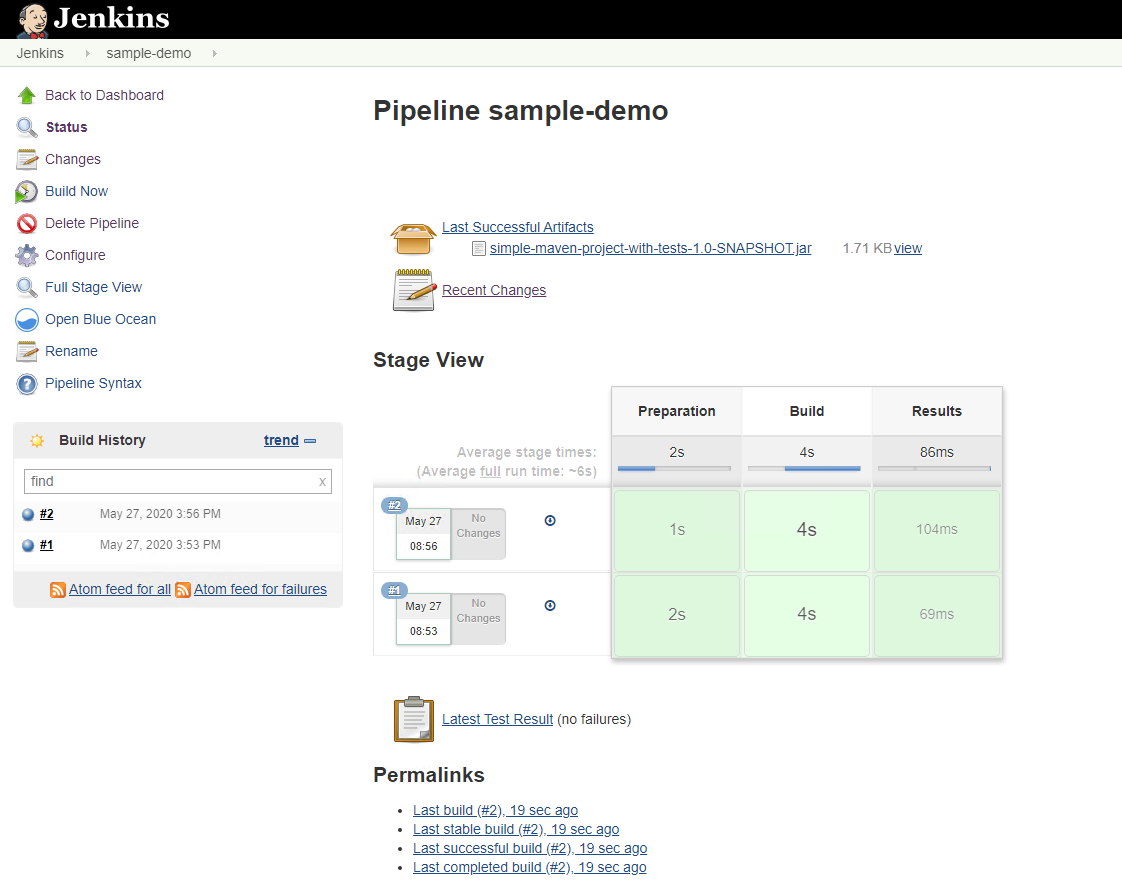 Jenkins
Jenkins sample-demo
Back to Dashboard
Status
Changes
Build Now
Delete Pipeline
Configure
Full Stage View
Open Blue Ocean
Rename
Pipeline Syntax
Build History trend
find x
#2 May 27, 2020 3:56 PM
#1 May 27, 2020 3:53 PM
Atom feed for all Atom feed for failures
Pipeline sample-demo
Last Successful Artifacts
simple-maven-project-with-tests-1.0-SNAPSHOT.jar 1.71 KB view
Recent Changes
Stage View
Preparation Build Results
Average stage times: 2s 4s 86ms
(Average full run time: ~6s)
#2
May 27 No
Changes
08:56
1s 4s 104ms
#1
May 27 No
Changes
08:53
2s 4s 69ms
Latest Test Result (no failures)
Permalinks
Last build (#2), 19 sec ago
Last stable build (#2), 19 sec ago
Last successful build (#2), 19 sec ago
Last completed build (#2), 19 sec ago